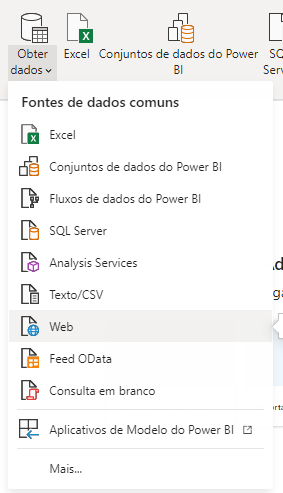 Obter
dados
Excel
Conjuntos de dados do Power
BI
SQL
Serv
Fontes de dados comuns
Excel
Conjuntos de dados do Power BI
Fluxos de dados do Power BI
SQL Server
Analysis Services
Texto/CSV
Web
Feed OData
Consulta em branco
Aplicativos de Modelo do Power BI
Mais...